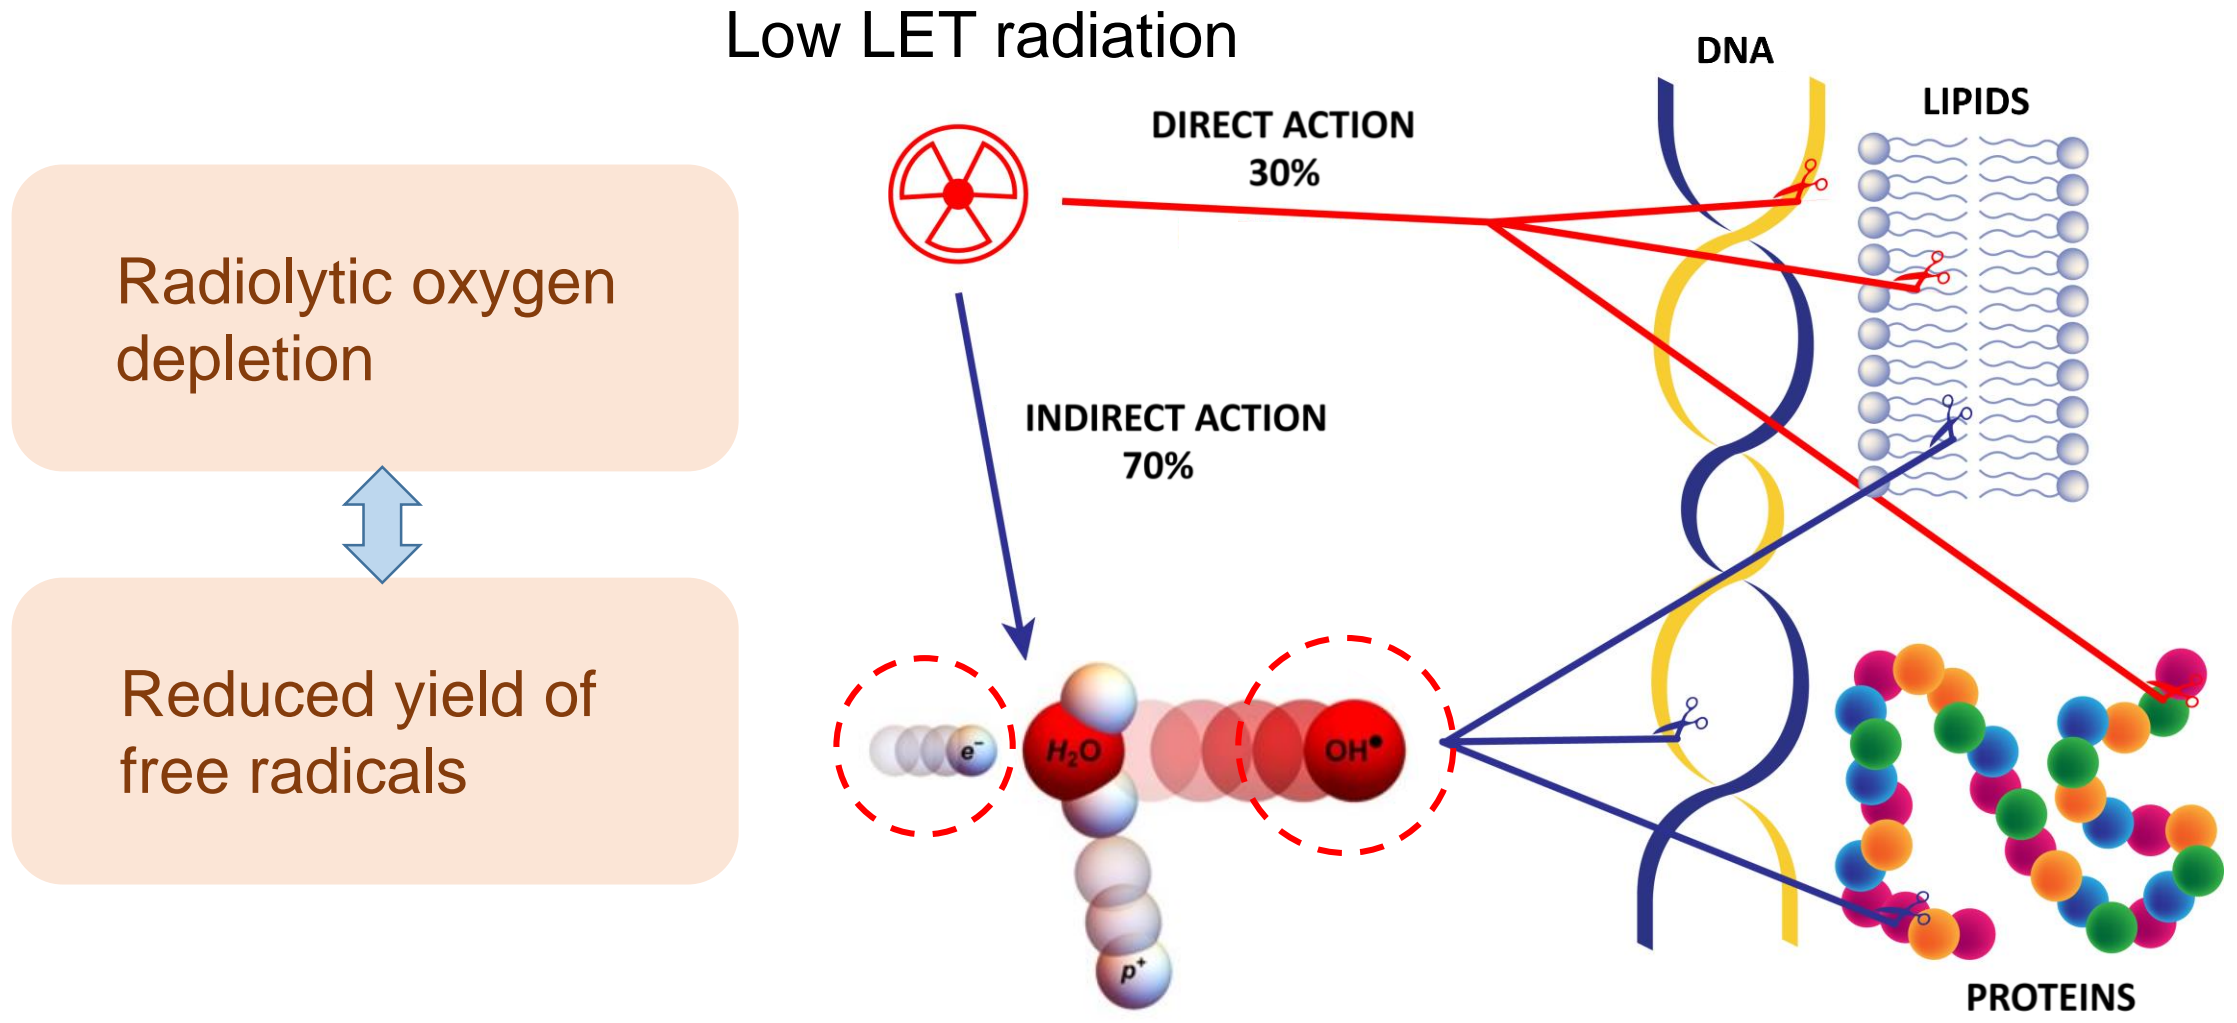 Low LET radiation
Radiolytic oxygen
depletion
Reduced yield of
free radicals
DIRECT ACTION
30%
INDIRECT ACTION
70%
DNA
LIPIDS
e⁻
H₂O
OH•
p⁺
PROTEINS